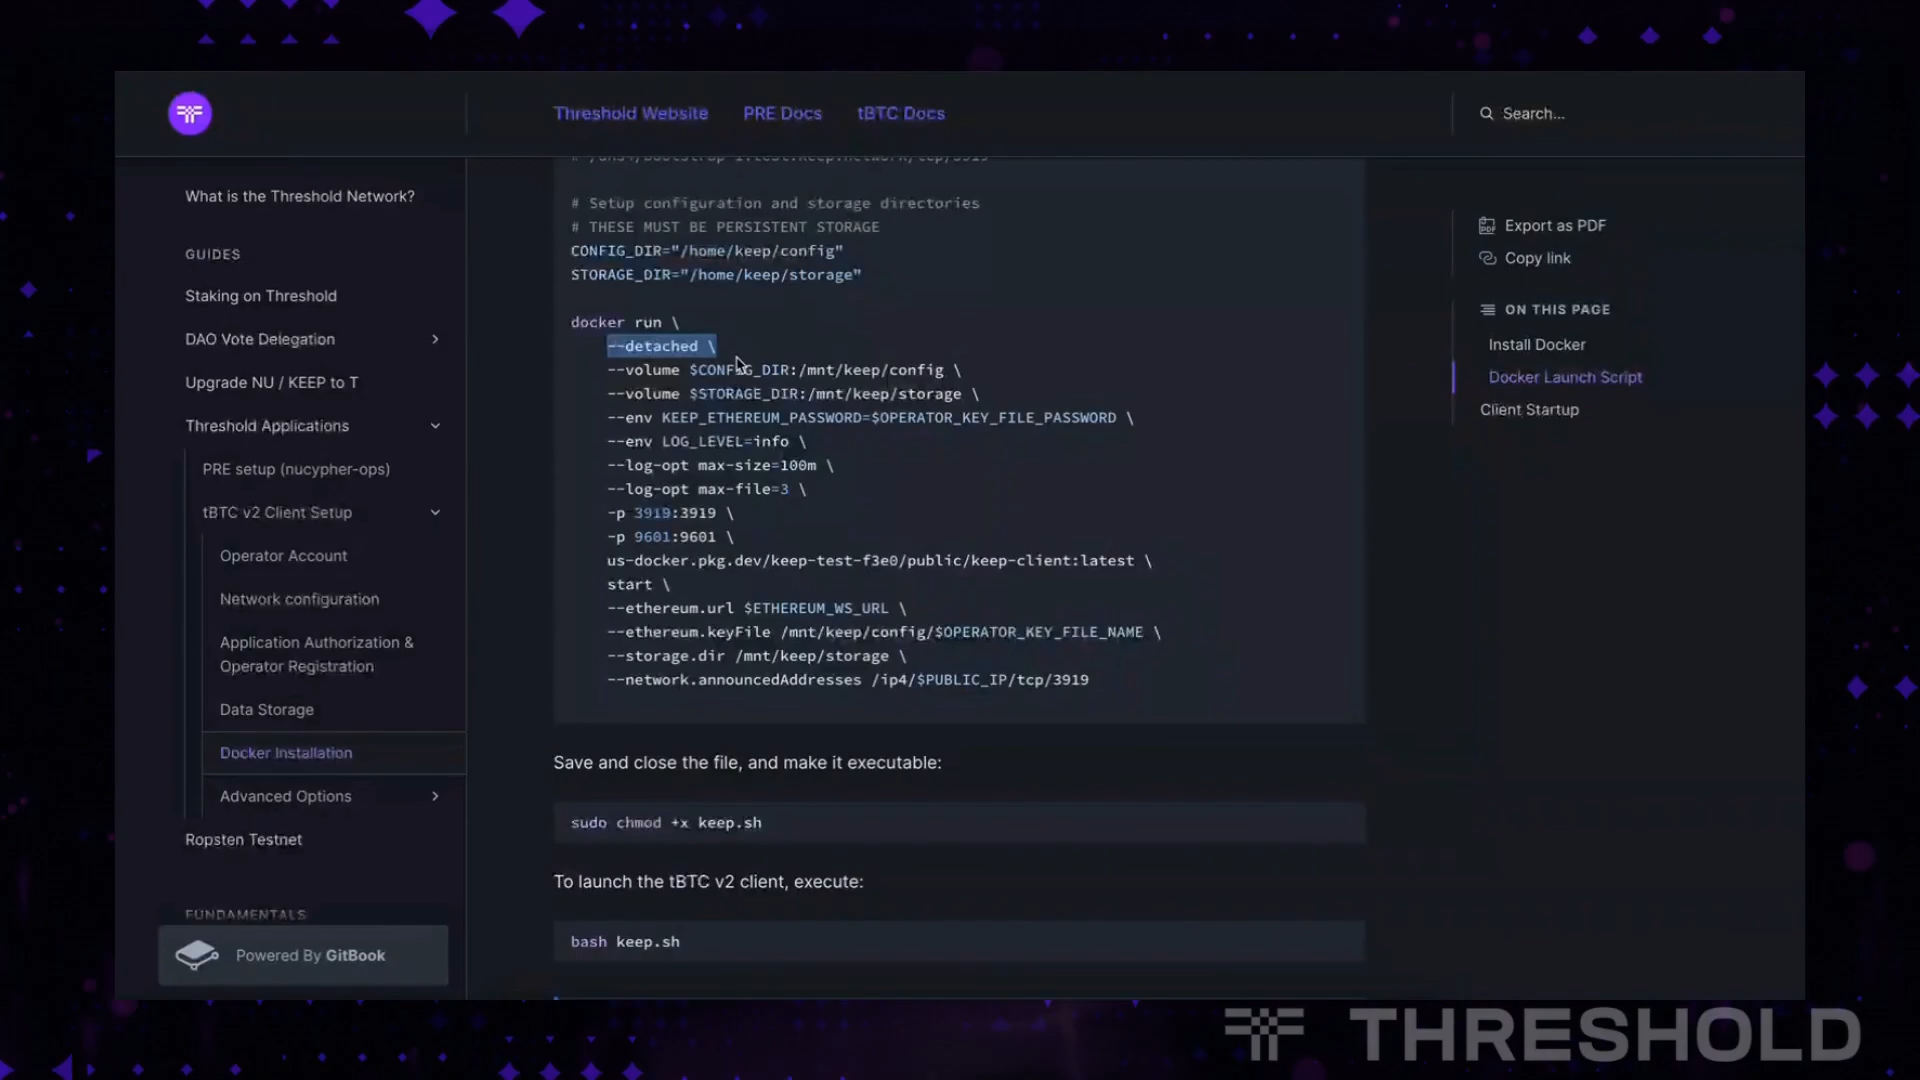 Threshold Website PRE Docs tBTC Docs
Search...
What is the Threshold Network?
GUIDES
Staking on Threshold
DAO Vote Delegation
Upgrade NU / KEEP to T
Threshold Applications
PRE setup (nucypher-ops)
tBTC v2 Client Setup
Operator Account
Network configuration
Application Authorization &
Operator Registration
Data Storage
Docker Installation
Advanced Options
Ropsten Testnet
FUNDAMENTALS
Powered By GitBook
# Setup configuration and storage directories
# THESE MUST BE PERSISTENT STORAGE
CONFIG_DIR="/home/keep/config"
STORAGE_DIR="/home/keep/storage"
docker run \
--detached \
--volume $CONFIG_DIR:/mnt/keep/config \
--volume $STORAGE_DIR:/mnt/keep/storage \
--env KEEP_ETHEREUM_PASSWORD=$OPERATOR_KEY_FILE_PASSWORD \
--env LOG_LEVEL=info \
--log-opt max-size=100m \
--log-opt max-file=3 \
-p 3919:3919 \
-p 9601:9601 \
us-docker.pkg.dev/keep-test-f3e0/public/keep-client:latest \
start \
--ethereum.url $ETHEREUM_WS_URL \
--ethereum.keyFile /mnt/keep/config/$OPERATOR_KEY_FILE_NAME \
--storage.dir /mnt/keep/storage \
--network.announcedAddresses /ip4/$PUBLIC_IP/tcp/3919
Save and close the file, and make it executable:
sudo chmod +x keep.sh
To launch the tBTC v2 client, execute:
bash keep.sh
Export as PDF
Copy link
ON THIS PAGE
Install Docker
Docker Launch Script
Client Startup
THRESHOLD